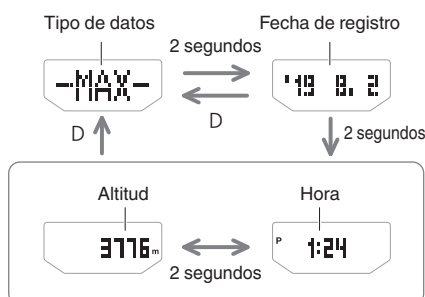 Tipo de datos
Fecha de registro
2 segundos
-MAX-
'19 8. 2
D
D
2 segundos
Altitud
Hora
3776m
P 1:24
2 segundos